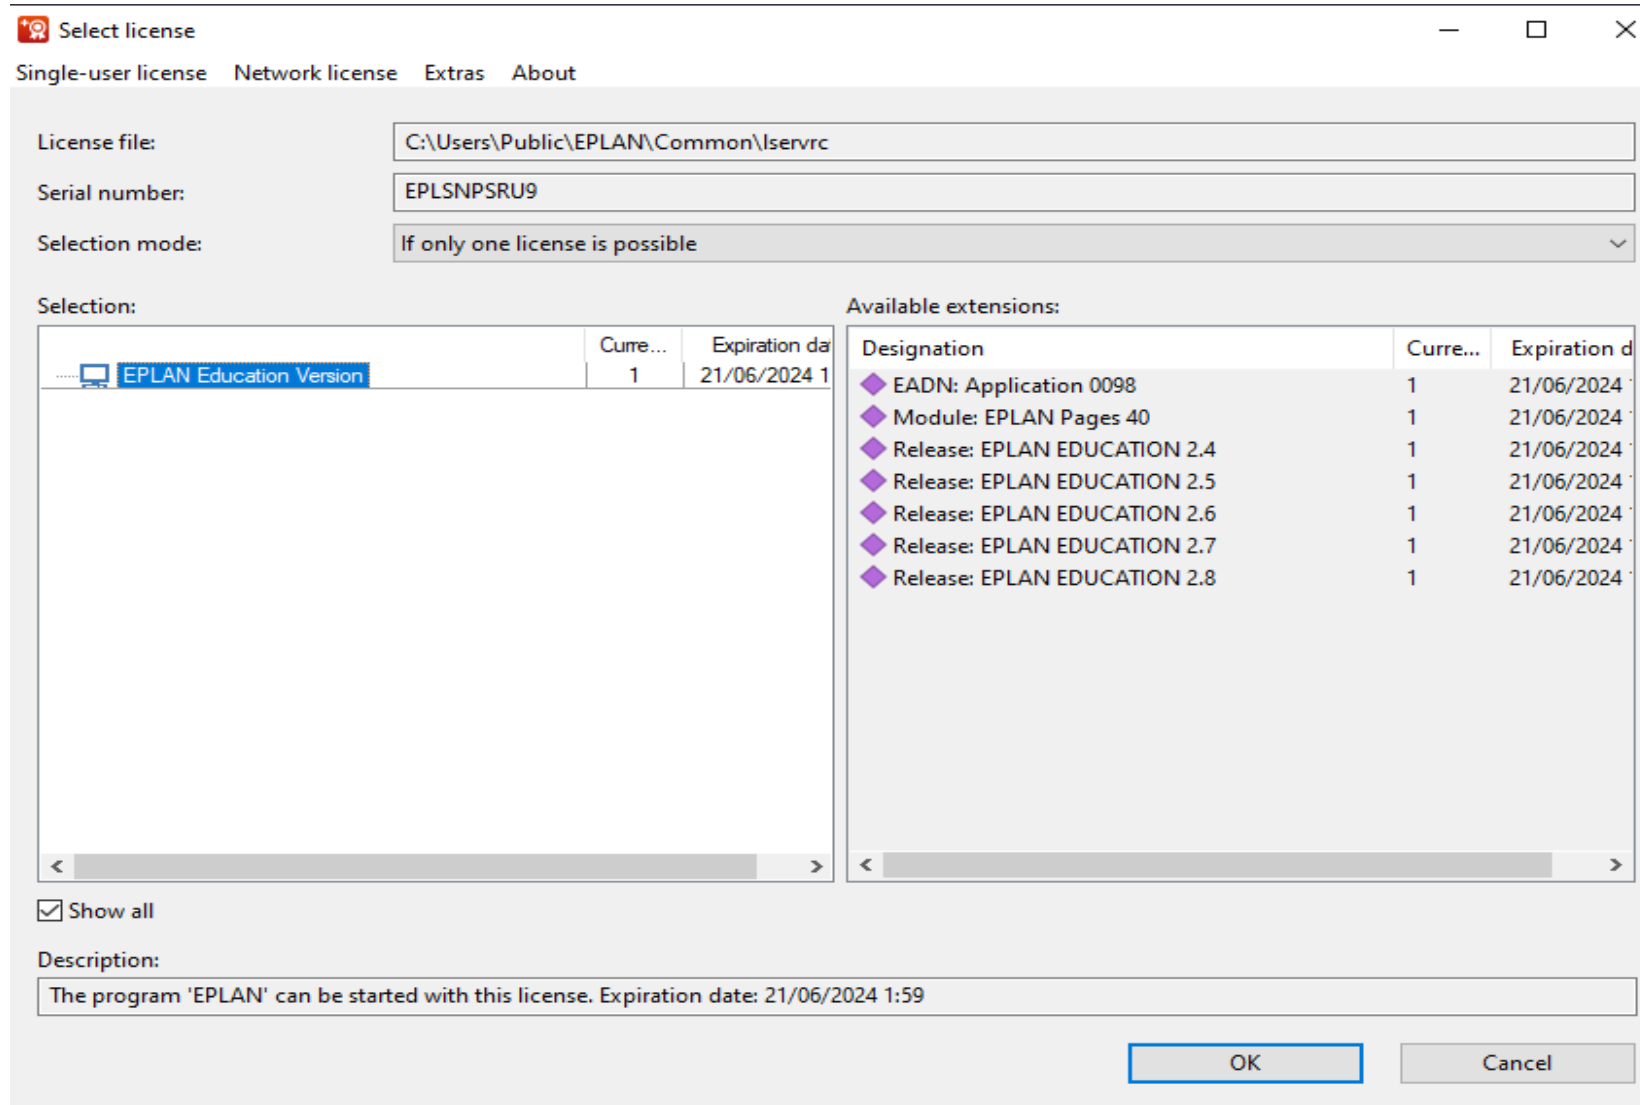 Select license
Single-user license Network license Extras About
License file: C:\Users\Public\EPLAN\Common\lservrc
Serial number: EPLSNPSRU9
Selection mode: If only one license is possible
Selection: Available extensions:
Curre... Expiration da
EPLAN Education Version 1 21/06/2024 1
Designation Curre... Expiration d
EADN: Application 0098 1 21/06/2024
Module: EPLAN Pages 40 1 21/06/2024
Release: EPLAN EDUCATION 2.4 1 21/06/2024
Release: EPLAN EDUCATION 2.5 1 21/06/2024
Release: EPLAN EDUCATION 2.6 1 21/06/2024
Release: EPLAN EDUCATION 2.7 1 21/06/2024
Release: EPLAN EDUCATION 2.8 1 21/06/2024
Show all
Description:
The program 'EPLAN' can be started with this license. Expiration date: 21/06/2024 1:59
OK Cancel